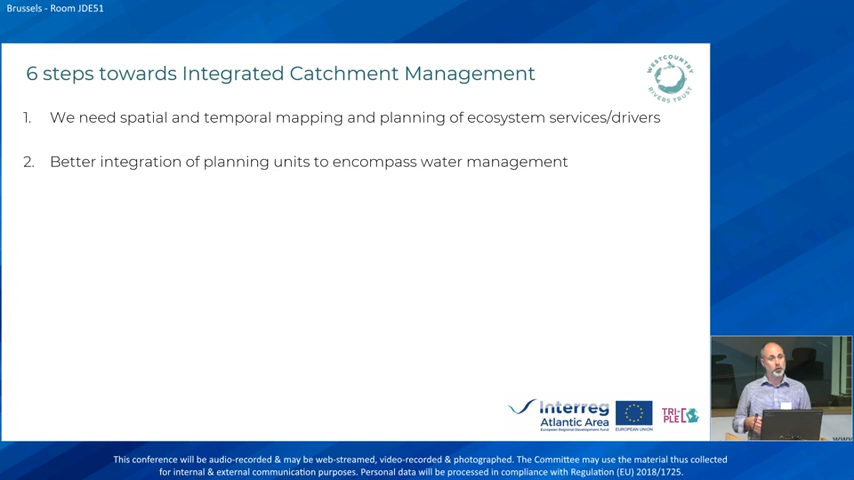 Brussels - Room JDE51
6 steps towards Integrated Catchment Management
WESTCOUNTRY
RIVERS TRUST
1. We need spatial and temporal mapping and planning of ecosystem services/drivers
2. Better integration of planning units to encompass water management
Interreg
Atlantic Area
European Regional Development Fund
EUROPEAN UNION
TRI-
PLE C
This conference will be audio-recorded & may be web-streamed, video-recorded & photographed. The Committee may use the material thus collected
for internal & external communication purposes. Personal data will be processed in compliance with Regulation (EU) 2018/1725.